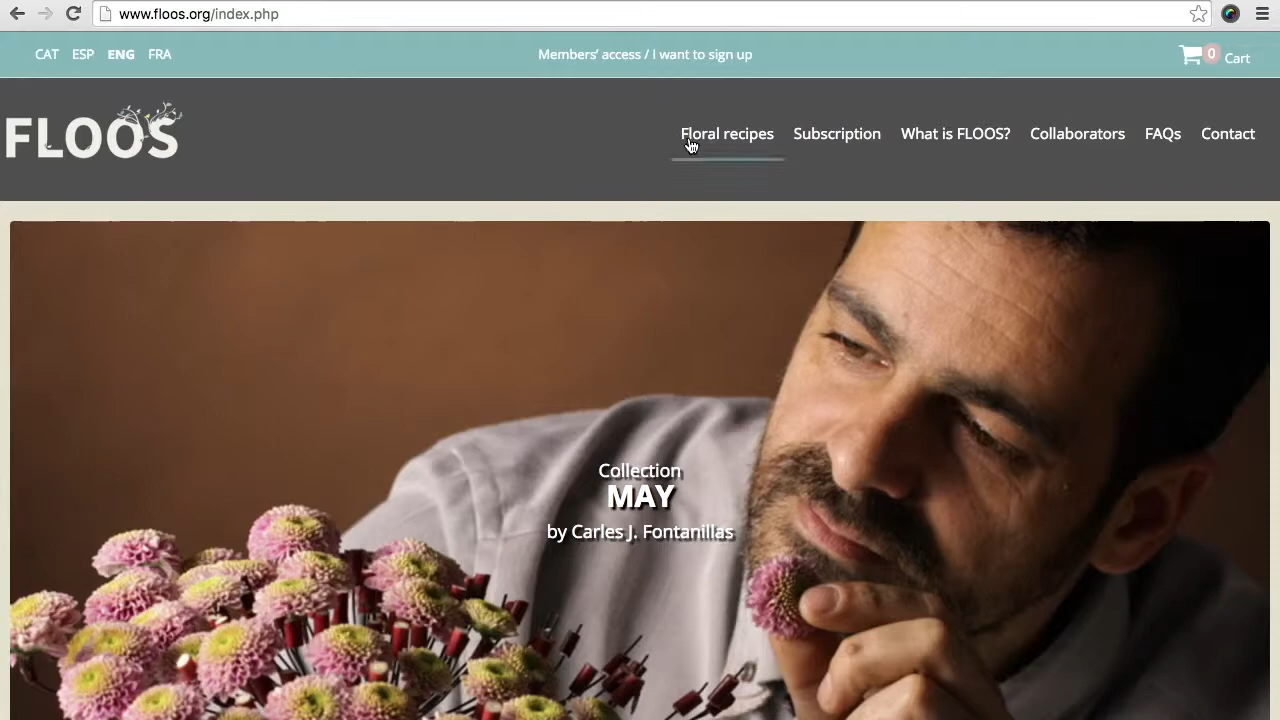 www.floos.org/index.php
CAT ESP ENG FRA
Members' access / I want to sign up
0 Cart
FLOOS
Floral recipes Subscription What is FLOOS? Collaborators FAQs Contact
Collection
MAY
by Carles J. Fontanillas